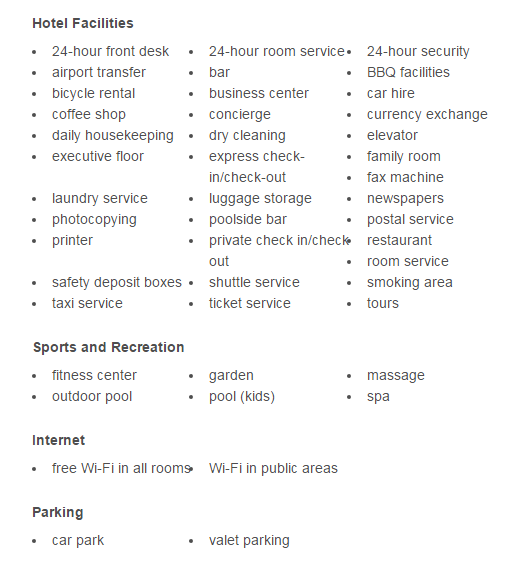 Hotel Facilities
24-hour front desk
24-hour room service
24-hour security
airport transfer
bar
BBQ facilities
bicycle rental
business center
car hire
coffee shop
concierge
currency exchange
daily housekeeping
dry cleaning
elevator
executive floor
express check-
in/check-out
family room
fax machine
laundry service
luggage storage
newspapers
photocopying
poolside bar
postal service
printer
private check in/check
out
restaurant
room service
safety deposit boxes
shuttle service
smoking area
taxi service
ticket service
tours
Sports and Recreation
fitness center
garden
massage
outdoor pool
pool (kids)
spa
Internet
free Wi-Fi in all rooms
Wi-Fi in public areas
Parking
car park
valet parking